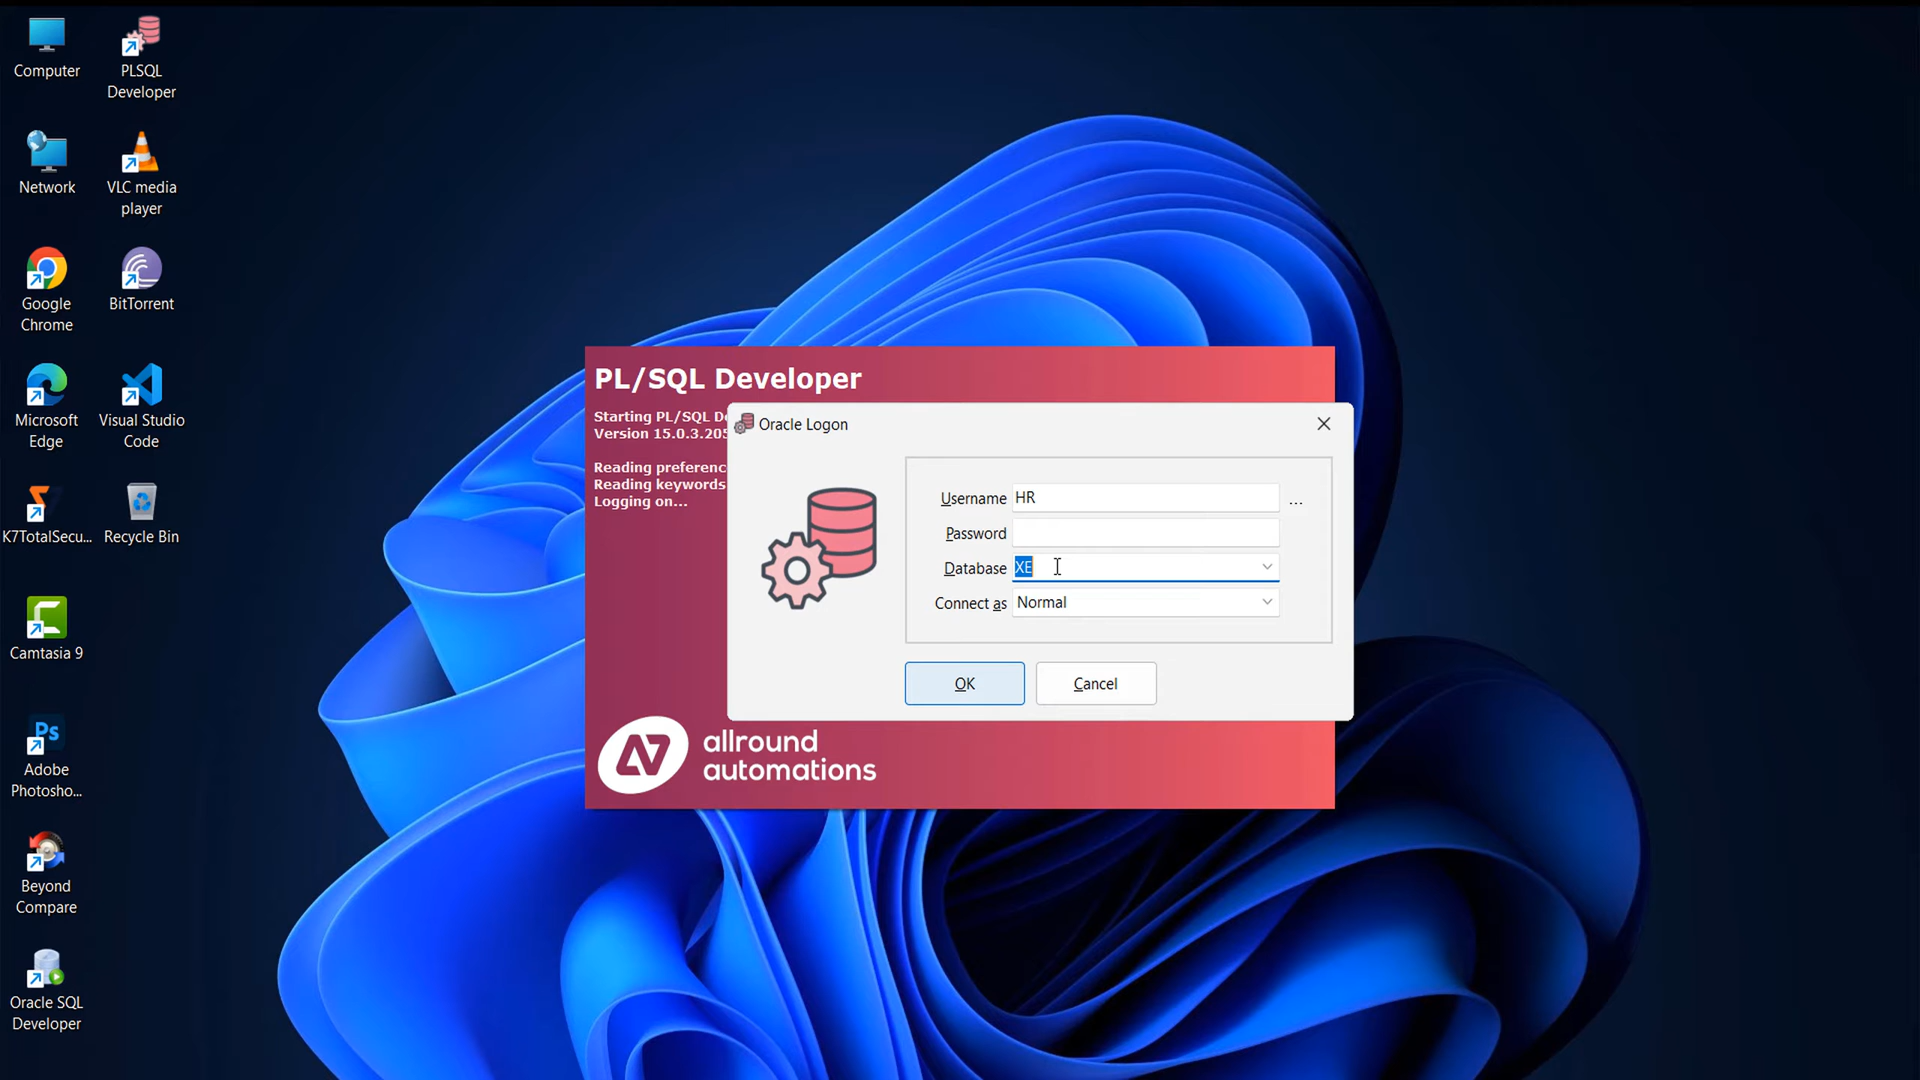 Computer
PLSQL
Developer
Network
VLC media
player
Google
Chrome
BitTorrent
Microsoft
Edge
Visual Studio
Code
K7TotalSecu...
Recycle Bin
Camtasia 9
Ps
Adobe
Photosho...
Beyond
Compare
Oracle SQL
Developer
PL/SQL Developer
Starting PL/SQL De
Version 15.0.3.205
Reading preferenc
Reading keywords
Logging on...
Oracle Logon
Username HR ...
Password
Database XE
Connect as Normal
OK Cancel
allround
automations